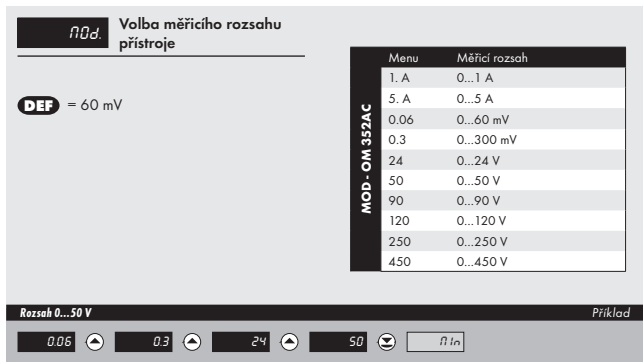 MOd.
Volba měřicího rozsahu
přístroje
DEF = 60 mV
MOD - OM 352AC
Menu Měřicí rozsah
1. A 0...1 A
5. A 0...5 A
0.06 0...60 mV
0.3 0...300 mV
24 0...24 V
50 0...50 V
90 0...90 V
120 0...120 V
250 0...250 V
450 0...450 V
Rozsah 0...50 V Příklad
0.06 0.3 24 50 MIn